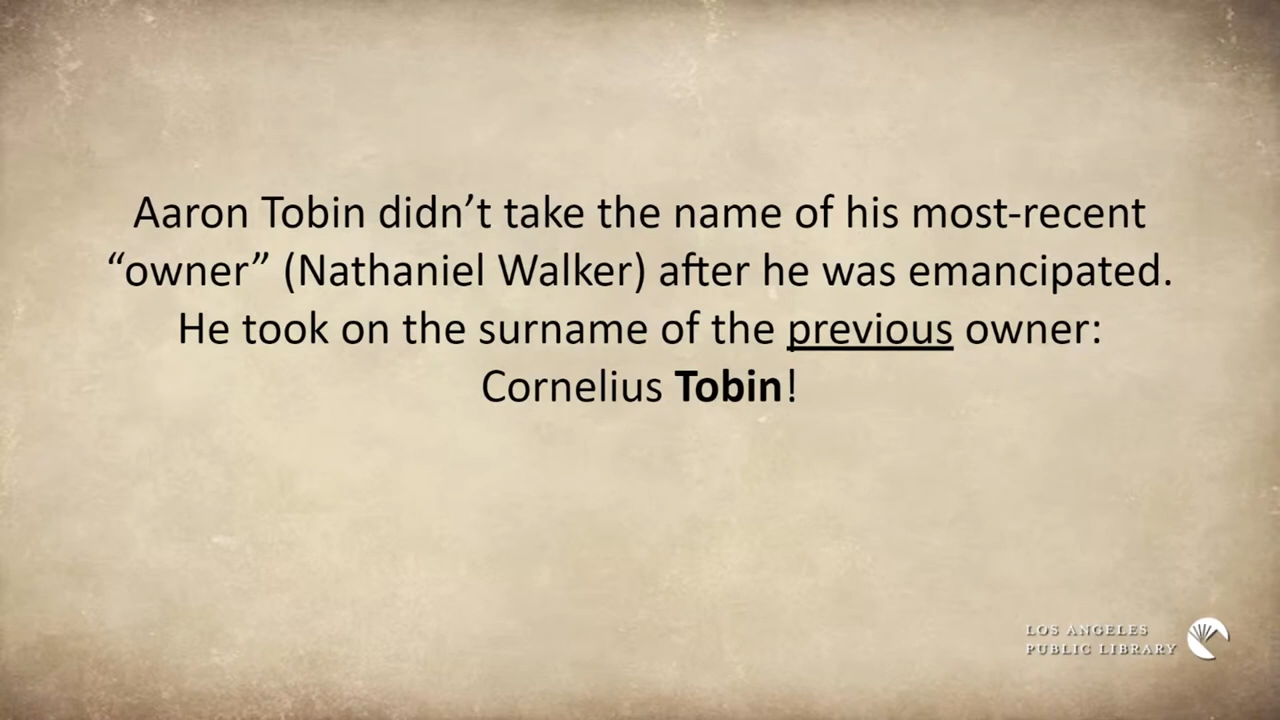 Aaron Tobin didn’t take the name of his most-recent
“owner” (Nathaniel Walker) after he was emancipated.
He took on the surname of the previous owner:
Cornelius Tobin!
LOS ANGELES
PUBLIC LIBRARY